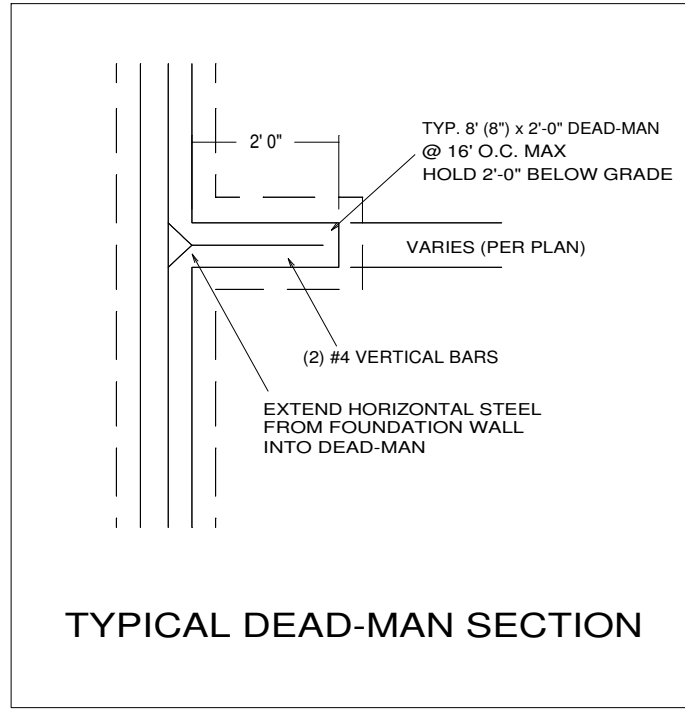 2' 0"
TYP. 8' (8") x 2'-0" DEAD-MAN
@ 16' O.C. MAX
HOLD 2'-0" BELOW GRADE
VARIES (PER PLAN)
(2) #4 VERTICAL BARS
EXTEND HORIZONTAL STEEL
FROM FOUNDATION WALL
INTO DEAD-MAN
TYPICAL DEAD-MAN SECTION